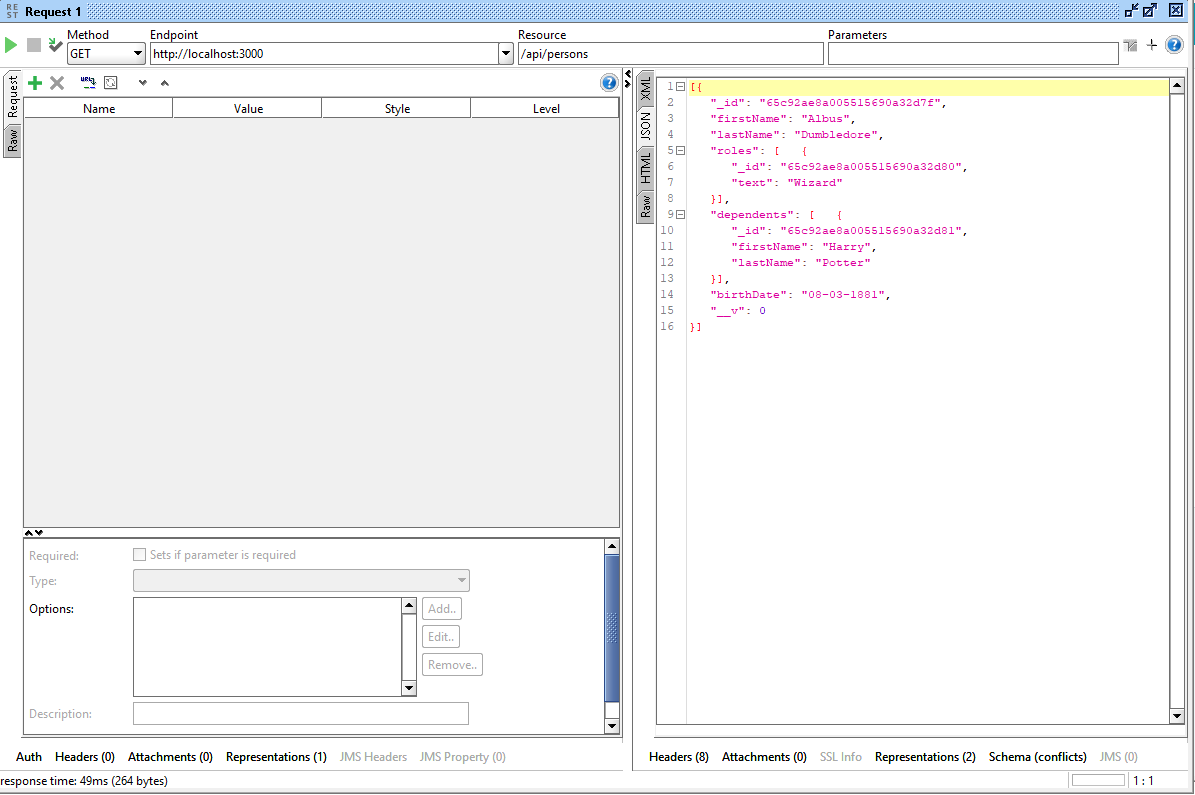 RE
ST
Request 1
Method
Endpoint
Resource
Parameters
GET
http://localhost:3000
/api/persons
Request
Raw
URL
Name Value Style Level
Required:
Sets if parameter is required
Type:
Options:
Add..
Edit..
Remove..
Description:
Auth Headers (0) Attachments (0) Representations (1) JMS Headers JMS Property (0)
XML
JSON
HTML
Raw
1 [{
2 "_id": "65c92ae8a005515690a32d7f",
3 "firstName": "Albus",
4 "lastName": "Dumbledore",
5 "roles": [ {
6 "_id": "65c92ae8a005515690a32d80",
7 "text": "Wizard"
8 }],
9 "dependents": [ {
10 "_id": "65c92ae8a005515690a32d81",
11 "firstName": "Harry",
12 "lastName": "Potter"
13 }],
14 "birthDate": "08-03-1881",
15 "__v": 0
16 }]
Headers (8) Attachments (0) SSL Info Representations (2) Schema (conflicts) JMS (0)
response time: 49ms (264 bytes)
1 : 1